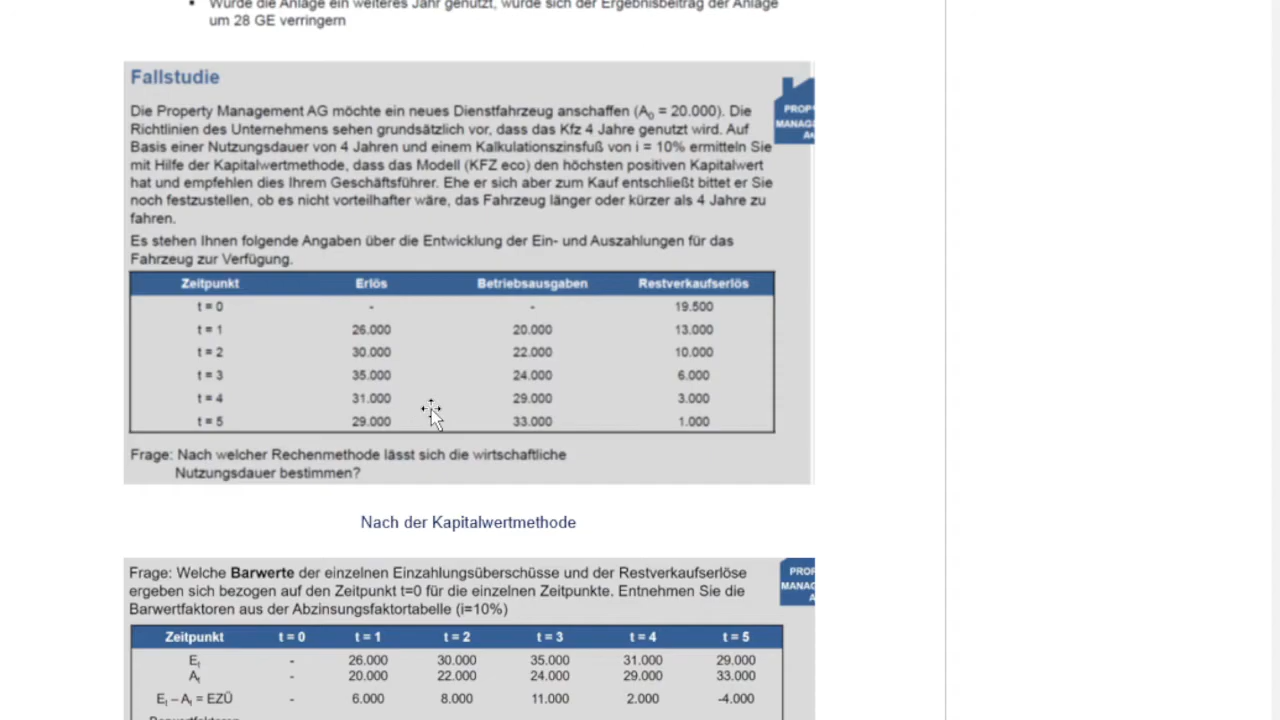 ▪ Würde die Anlage ein weiteres Jahr genutzt, würde sich der Ergebnisbeitrag der Anlage
um 28 GE verringern
Fallstudie
Die Property Management AG möchte ein neues Dienstfahrzeug anschaffen (A0 = 20.000). Die
Richtlinien des Unternehmens sehen grundsätzlich vor, dass das Kfz 4 Jahre genutzt wird. Auf
Basis einer Nutzungsdauer von 4 Jahren und einem Kalkulationszinsfuß von i = 10% ermitteln Sie
mit Hilfe der Kapitalwertmethode, dass das Modell (KFZ eco) den höchsten positiven Kapitalwert
hat und empfehlen dies Ihrem Geschäftsführer. Ehe er sich aber zum Kauf entschließt bittet er Sie
noch festzustellen, ob es nicht vorteilhafter wäre, das Fahrzeug länger oder kürzer als 4 Jahre zu
fahren.
PROP
MANAG
A
Es stehen Ihnen folgende Angaben über die Entwicklung der Ein- und Auszahlungen für das
Fahrzeug zur Verfügung.
Zeitpunkt Erlös Betriebsausgaben Restverkaufserlös
t = 0 - - 19.500
t = 1 26.000 20.000 13.000
t = 2 30.000 22.000 10.000
t = 3 35.000 24.000 6.000
t = 4 31.000 29.000 3.000
t = 5 29.000 33.000 1.000
Frage: Nach welcher Rechenmethode lässt sich die wirtschaftliche
Nutzungsdauer bestimmen?
Nach der Kapitalwertmethode
Frage: Welche Barwerte der einzelnen Einzahlungsüberschüsse und der Restverkaufserlöse
ergeben sich bezogen auf den Zeitpunkt t=0 für die einzelnen Zeitpunkte. Entnehmen Sie die
Barwertfaktoren aus der Abzinsungsfaktortabelle (i=10%)
PROP
MANAG
A
Zeitpunkt t = 0 t = 1 t = 2 t = 3 t = 4 t = 5
Et - 26.000 30.000 35.000 31.000 29.000
At - 20.000 22.000 24.000 29.000 33.000
Et – At = EZÜ - 6.000 8.000 11.000 2.000 -4.000
Barwertfaktoren